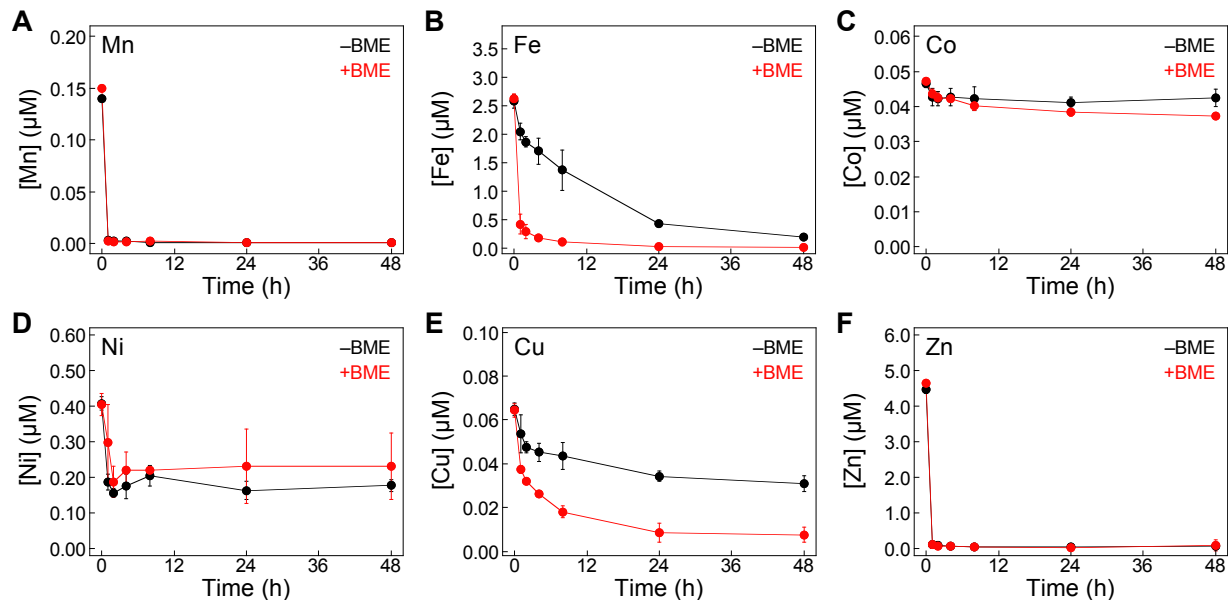 A
Mn
–BME
+BME
0.20
0.15
0.10
0.05
0.00
[Mn] (μM)
0 12 24 36 48
Time (h)
B
Fe
–BME
+BME
3.5
3.0
2.5
2.0
1.5
1.0
0.5
0.0
[Fe] (μM)
0 12 24 36 48
Time (h)
C
Co
–BME
+BME
0.06
0.05
0.04
0.03
0.02
0.01
0.00
[Co] (μM)
0 12 24 36 48
Time (h)
D
Ni
–BME
+BME
0.60
0.50
0.40
0.30
0.20
0.10
0.00
[Ni] (μM)
0 12 24 36 48
Time (h)
E
Cu
–BME
+BME
0.10
0.08
0.06
0.04
0.02
0.00
[Cu] (μM)
0 12 24 36 48
Time (h)
F
Zn
–BME
+BME
6.0
5.0
4.0
3.0
2.0
1.0
0.0
[Zn] (μM)
0 12 24 36 48
Time (h)